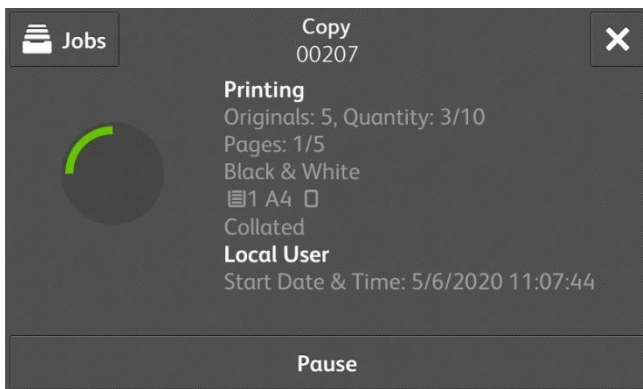 Jobs
Copy
00207
Printing
Originals: 5, Quantity: 3/10
Pages: 1/5
Black & White
1 A4
Collated
Local User
Start Date & Time: 5/6/2020 11:07:44
Pause